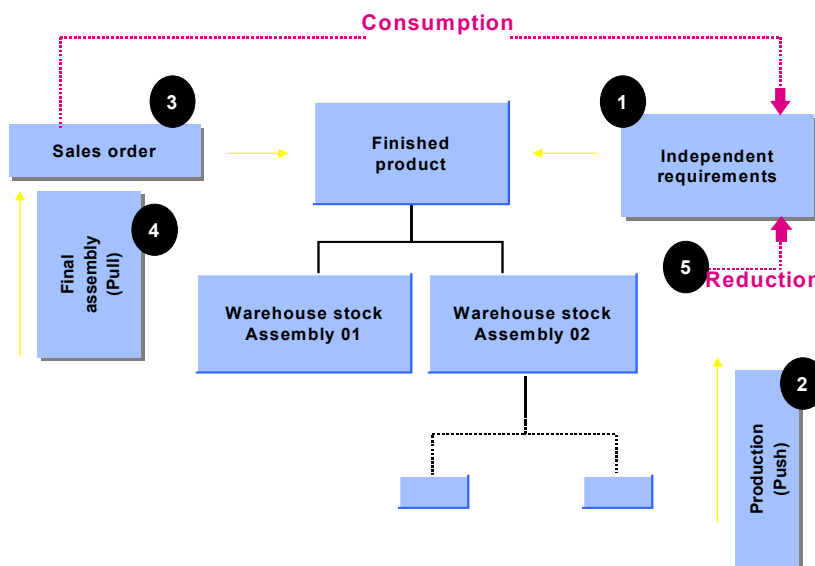 Consumption
3
1
Sales order
Finished
product
Independent
requirements
4
Final
assembly
(Pull)
5
Reduction
Warehouse stock
Assembly 01
Warehouse stock
Assembly 02
2
Production
(Push)